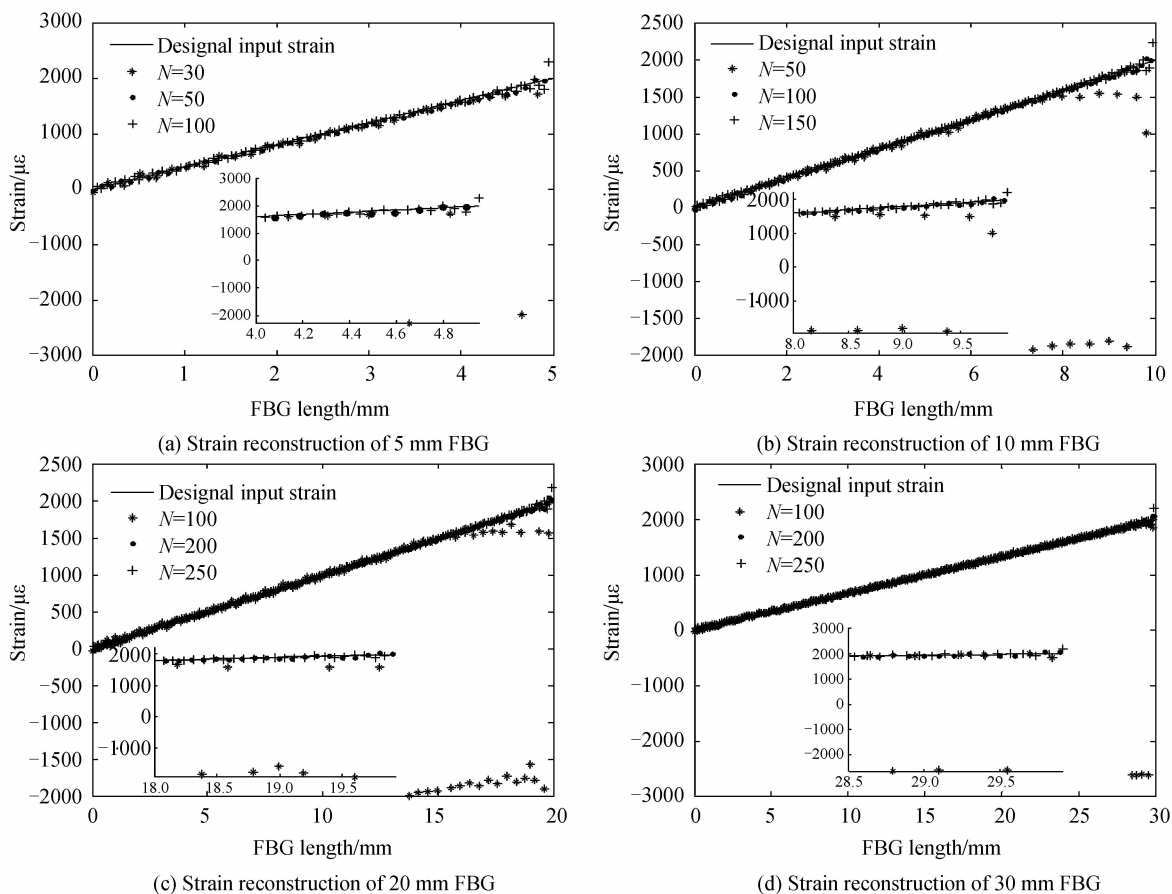 3000
2000
1000
0
−1000
−2000
−3000
Strain/με
Designal input strain
N=30
N=50
N=100
3000
2000
1000
0
−1000
−2000
4.0 4.2 4.4 4.6 4.8
0 1 2 3 4 5
FBG length/mm
(a) Strain reconstruction of 5 mm FBG
2500
2000
1500
1000
500
0
−500
−1000
−1500
−2000
Strain/με
Designal input strain
N=50
N=100
N=150
2000
1000
0
−1000
8.0 8.5 9.0 9.5
0 2 4 6 8 10
FBG length/mm
(b) Strain reconstruction of 10 mm FBG
2500
2000
1500
1000
500
0
−500
−1000
−1500
−2000
Strain/με
Designal input strain
N=100
N=200
N=250
2000
1000
0
−1000
18.0 18.5 19.0 19.5
0 5 10 15 20
FBG length/mm
(c) Strain reconstruction of 20 mm FBG
3000
2000
1000
0
−1000
−2000
−3000
Strain/με
Designal input strain
N=100
N=200
N=250
3000
2000
1000
0
−1000
−2000
28.5 29.0 29.5
0 5 10 15 20 25 30
FBG length/mm
(d) Strain reconstruction of 30 mm FBG